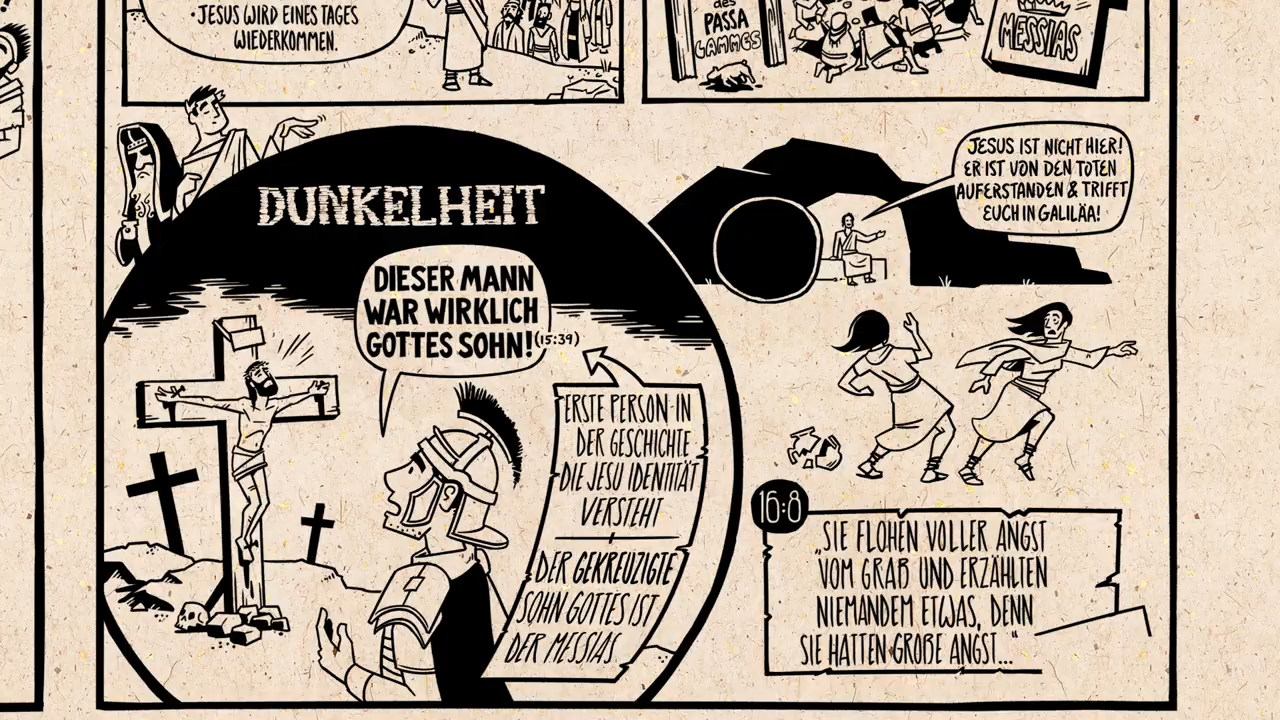 • JESUS WIRD EINES TAGES
WIEDERKOMMEN.
des
PASSA
LAMMES
MESSIAS
DUNKELHEIT
DIESER MANN
WAR WIRKLICH
GOTTES SOHN! (15:39)
ERSTE PERSON IN
DER GESCHICHTE
DIE JESU IDENTITÄT
VERSTEHT
DER GEKREUZIGTE
SOHN GOTTES IST
DER MESSIAS
JESUS IST NICHT HIER!
ER IST VON DEN TOTEN
AUFERSTANDEN & TRIFFT
EUCH IN GALILÄA!
16:8
„SIE FLOHEN VOLLER ANGST
VOM GRAB UND ERZÄHLTEN
NIEMANDEM ETWAS, DENN
SIE HATTEN GROßE ANGST..."